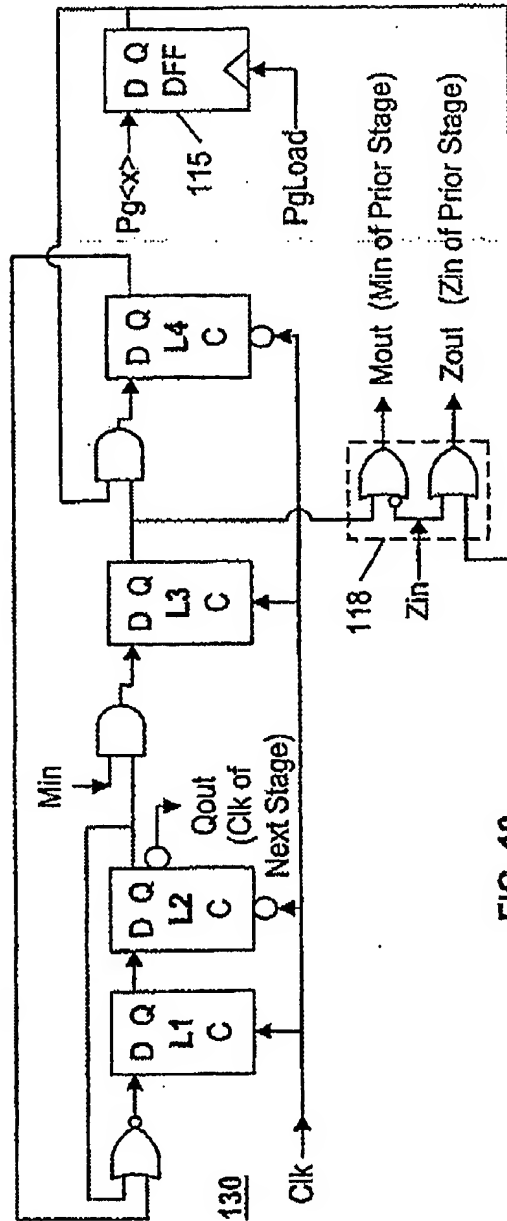 Pg<x>
D Q
DFF
115
PgLoad
D Q
L4
C
Mout (Min of Prior Stage)
Zout (Zin of Prior Stage)
118
Zin
D Q
L3
C
Min
Qout
(Clk of
Next Stage)
D Q
L2
C
D Q
L1
C
130
Clk